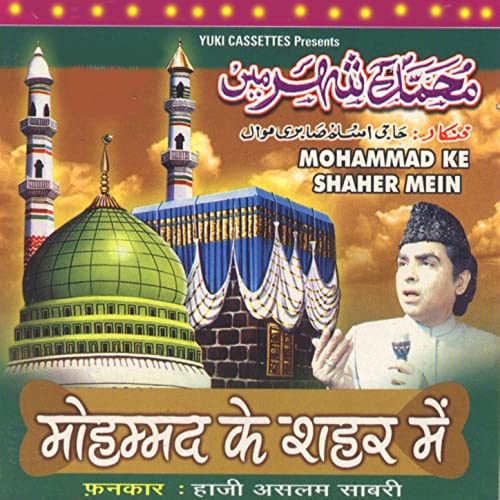 YUKI CASSETTES Presents
محمد کے شہر میں
فنکار : حاجی اسلم صابری قوال
MOHAMMAD KE
SHAHER MEIN
मोहम्मद के शहर में
फ़नकार : हाजी असलम साबरी